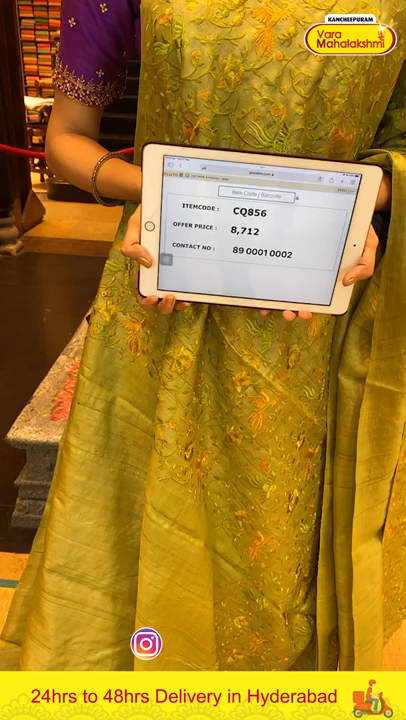 KANCHEEPURAM
Vara
Mahalakshmi
Item Code / Barcode
ITEMCODE : CQ856
OFFER PRICE : 8,712
CONTACT NO : 89 0001 0002
24hrs to 48hrs Delivery in Hyderabad